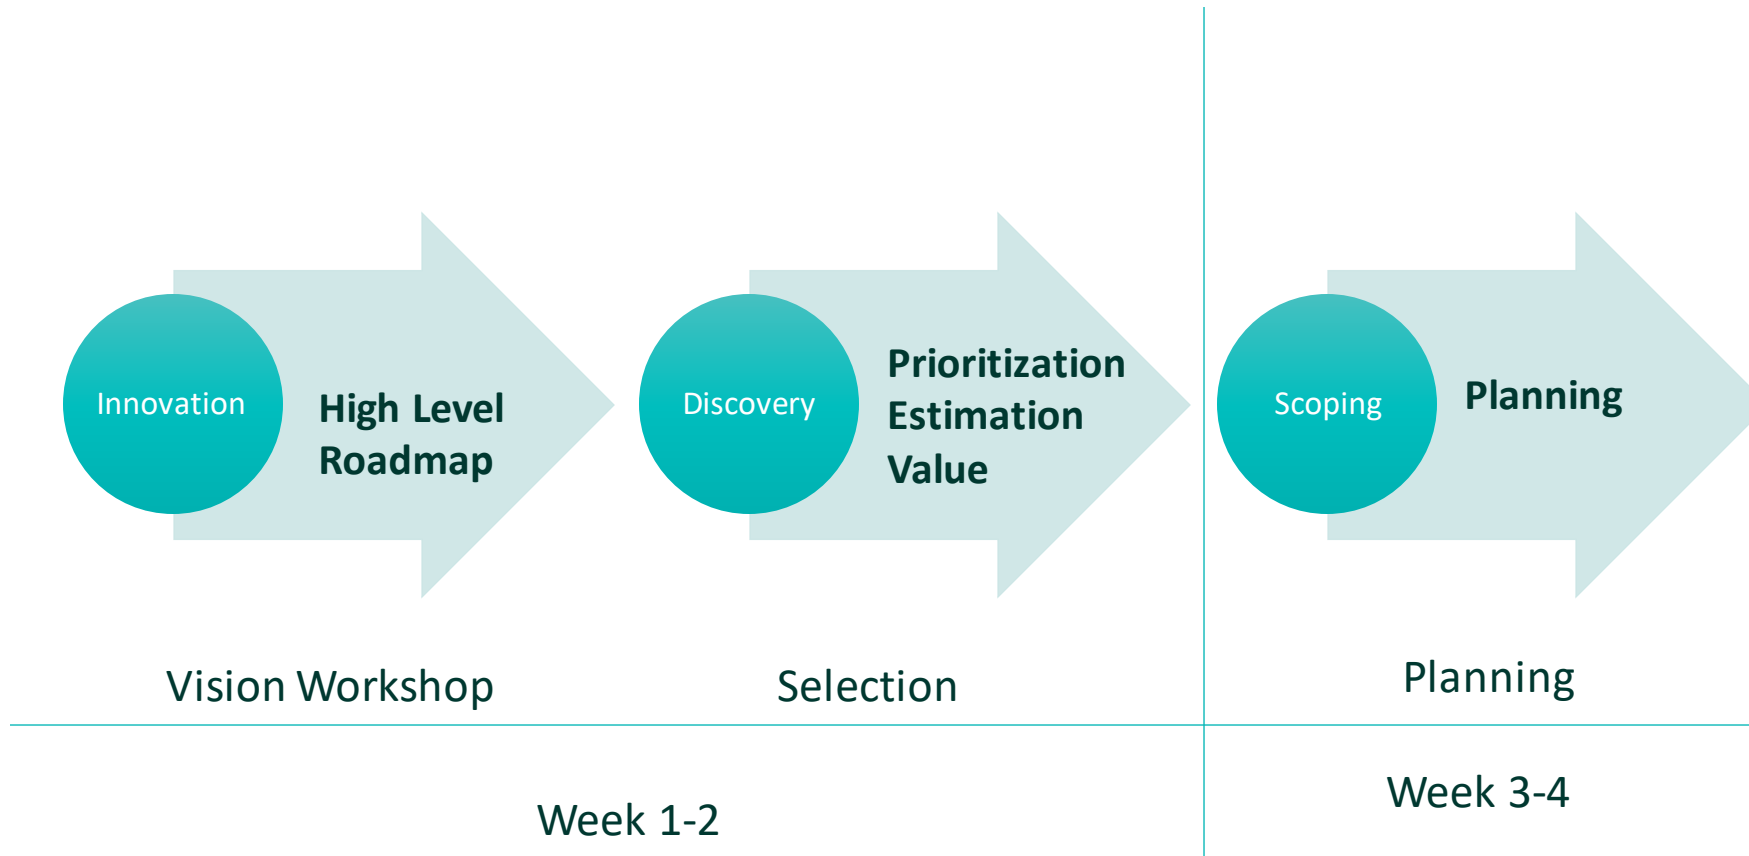 Innovation
High Level
Roadmap
Discovery
Prioritization
Estimation
Value
Scoping
Planning
Vision Workshop
Selection
Planning
Week 1-2
Week 3-4